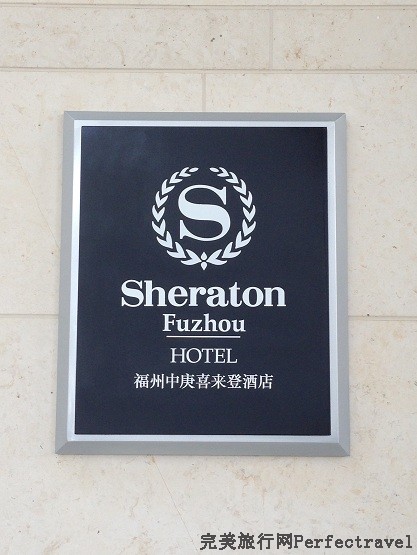 S
Sheraton
Fuzhou
HOTEL
福州中庚喜来登酒店
完美旅行网Perfectravel